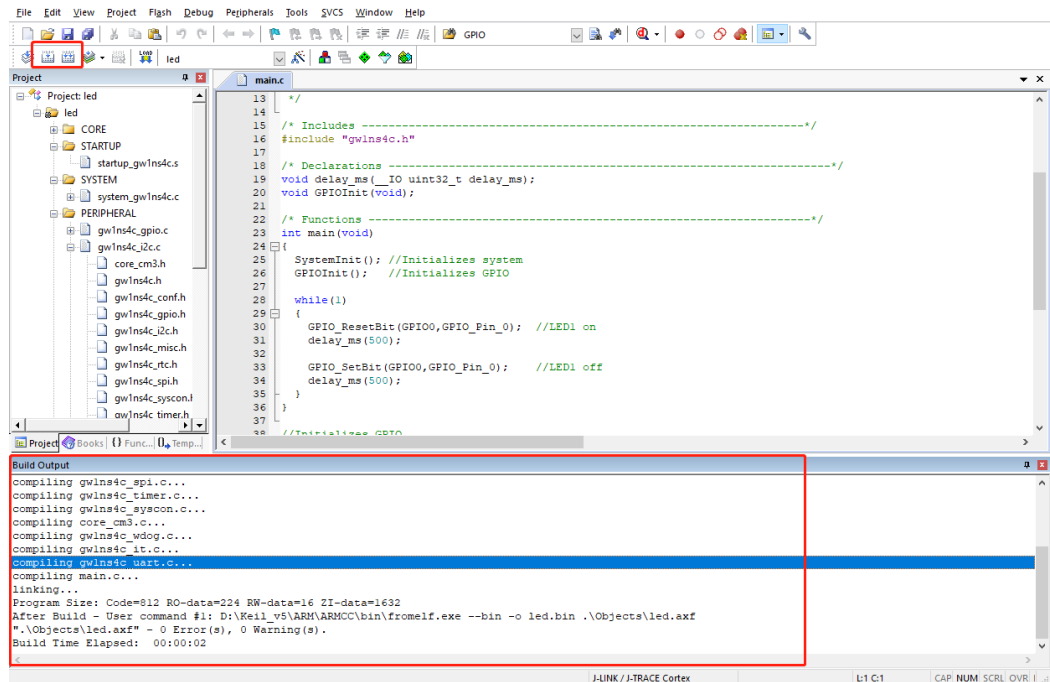 File Edit View Project Flash Debug Peripherals Tools SVCS Window Help
GPIO
LOAD led
Project
main.c
Project: led
led
CORE
STARTUP
startup_gw1ns4c.s
SYSTEM
system_gw1ns4c.c
PERIPHERAL
gw1ns4c_gpio.c
gw1ns4c_i2c.c
core_cm3.h
gw1ns4c.h
gw1ns4c_conf.h
gw1ns4c_gpio.h
gw1ns4c_i2c.h
gw1ns4c_misc.h
gw1ns4c_rtc.h
gw1ns4c_spi.h
gw1ns4c_syscon.h
gw1ns4c_timer.h
Project Books {} Func... Temp...
13 */
14
15 /* Includes ------------------------------------------------------------------*/
16 #include "gw1ns4c.h"
17
18 /* Declarations ------------------------------------------------------------------*/
19 void delay_ms(__IO uint32_t delay_ms);
20 void GPIOInit(void);
21
22 /* Functions ------------------------------------------------------------------*/
23 int main(void)
24 {
25 SystemInit(); //Initializes system
26 GPIOInit(); //Initializes GPIO
27
28 while(1)
29 {
30 GPIO_ResetBit(GPIO0,GPIO_Pin_0); //LED1 on
31 delay_ms(500);
32
33 GPIO_SetBit(GPIO0,GPIO_Pin_0); //LED1 off
34 delay_ms(500);
35 }
36 }
37
38 //Initializes GPIO
Build Output
compiling gw1ns4c_spi.c...
compiling gw1ns4c_timer.c...
compiling gw1ns4c_syscon.c...
compiling core_cm3.c...
compiling gw1ns4c_wdog.c...
compiling gw1ns4c_it.c...
compiling gw1ns4c_uart.c...
compiling main.c...
linking...
Program Size: Code=812 RO-data=224 RW-data=16 ZI-data=1632
After Build - User command #1: D:\Keil_v5\ARM\ARMCC\bin\fromelf.exe --bin -o led.bin .\Objects\led.axf
".\Objects\led.axf" - 0 Error(s), 0 Warning(s).
Build Time Elapsed: 00:00:02
J-LINK / J-TRACE Cortex L:1 C:1 CAP NUM SCRL OVR